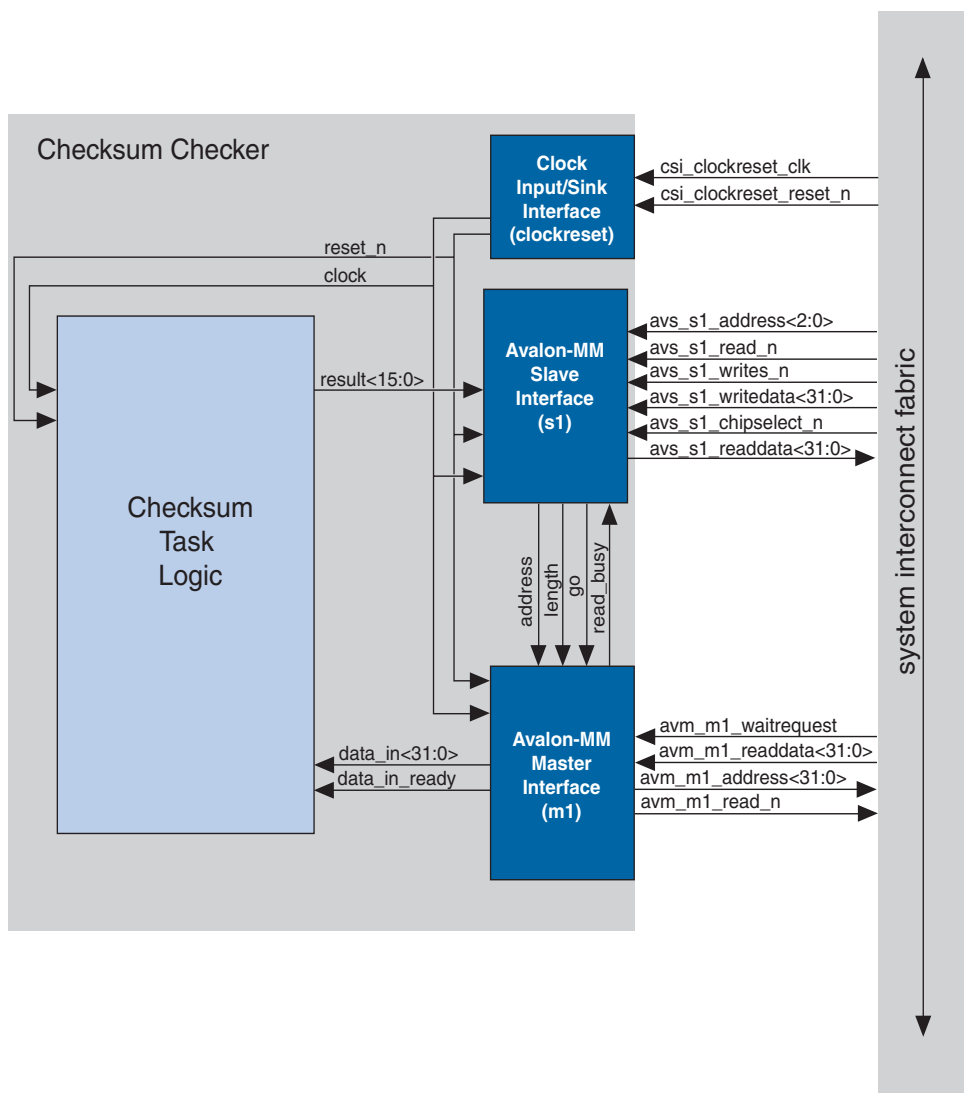 Checksum Checker
Clock
Input/Sink
Interface
(clockreset)
csi_clockreset_clk
csi_clockreset_reset_n
reset_n
clock
result<15:0>
Avalon-MM
Slave
Interface
(s1)
avs_s1_address<2:0>
avs_s1_read_n
avs_s1_writes_n
avs_s1_writedata<31:0>
avs_s1_chipselect_n
avs_s1_readdata<31:0>
Checksum
Task
Logic
address
length
go
read_busy
data_in<31:0>
data_in_ready
Avalon-MM
Master
Interface
(m1)
avm_m1_waitrequest
avm_m1_readdata<31:0>
avm_m1_address<31:0>
avm_m1_read_n
system interconnect fabric